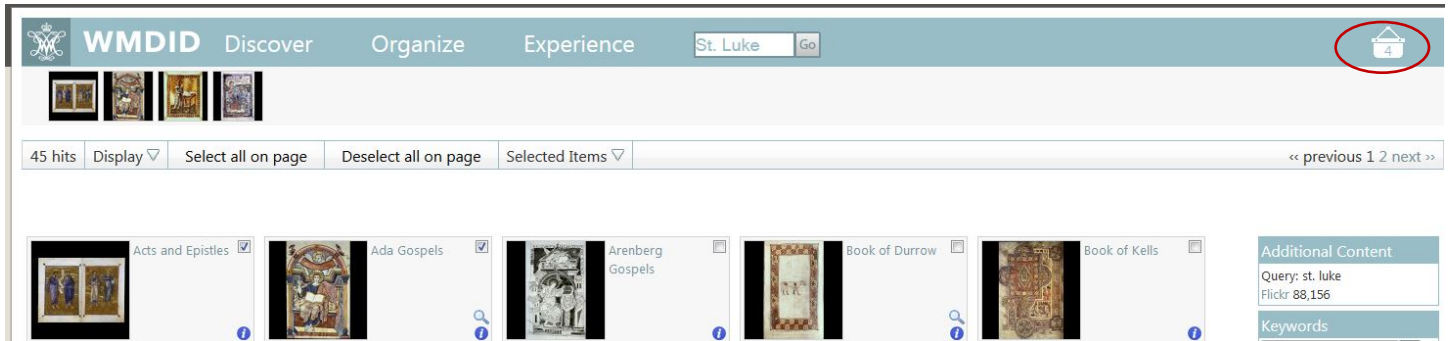 WMDID Discover Organize Experience St. Luke Go 4
45 hits Display Select all on page Deselect all on page Selected Items ‹‹ previous 1 2 next ››
Acts and Epistles
Ada Gospels
Arenberg
Gospels
Book of Durrow
Book of Kells
Additional Content
Query: st. luke
Flickr 88,156
Keywords